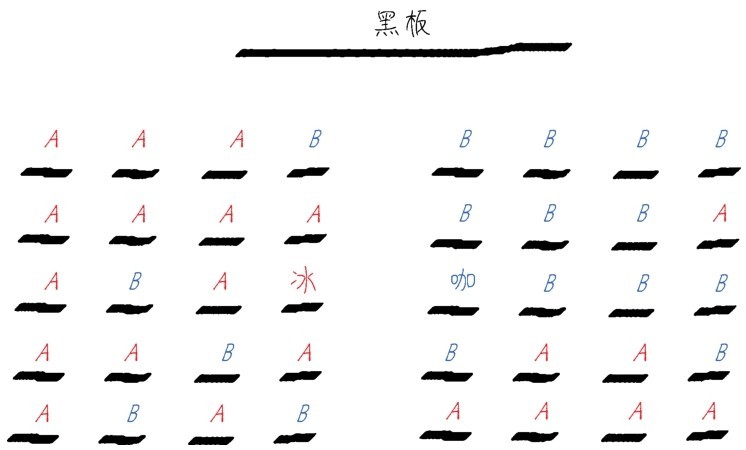 黑板
A A A B B B B B
A A A A B B B A
A B A 冰 咖 B B B
A A B A B A A B
A B A B A A A A